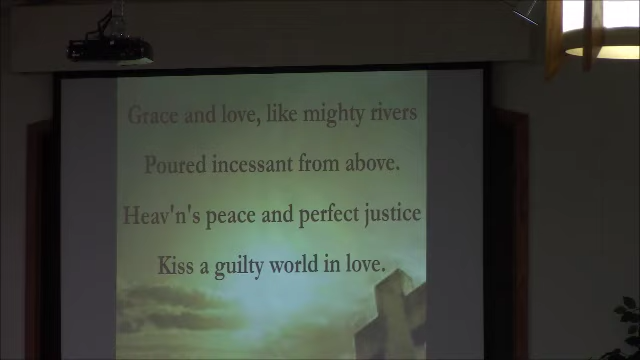 Grace and love, like mighty rivers
Poured incessant from above.
Heav'n's peace and perfect justice
Kiss a guilty world in love.